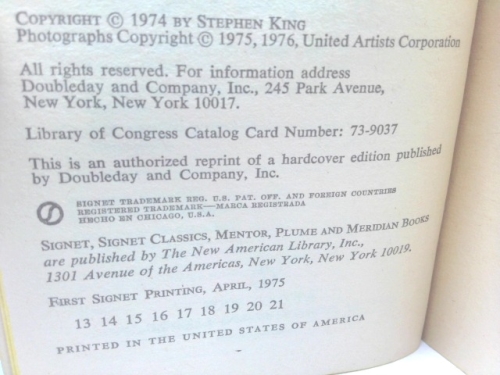 COPYRIGHT © 1974 BY STEPHEN KING
Photographs Copyright © 1975, 1976, United Artists Corporation
All rights reserved. For information address
Doubleday and Company, Inc., 245 Park Avenue,
New York, New York 10017.
Library of Congress Catalog Card Number: 73-9037
This is an authorized reprint of a hardcover edition published
by Doubleday and Company, Inc.
SIGNET TRADEMARK REG. U.S. PAT. OFF. AND FOREIGN COUNTRIES
REGISTERED TRADEMARK—MARCA REGISTRADA
HECHO EN CHICAGO, U.S.A.
SIGNET, SIGNET CLASSICS, MENTOR, PLUME AND MERIDIAN BOOKS
are published by The New American Library, Inc.,
1301 Avenue of the Americas, New York, New York 10019.
FIRST SIGNET PRINTING, APRIL, 1975
13 14 15 16 17 18 19 20 21
PRINTED IN THE UNITED STATES OF AMERICA